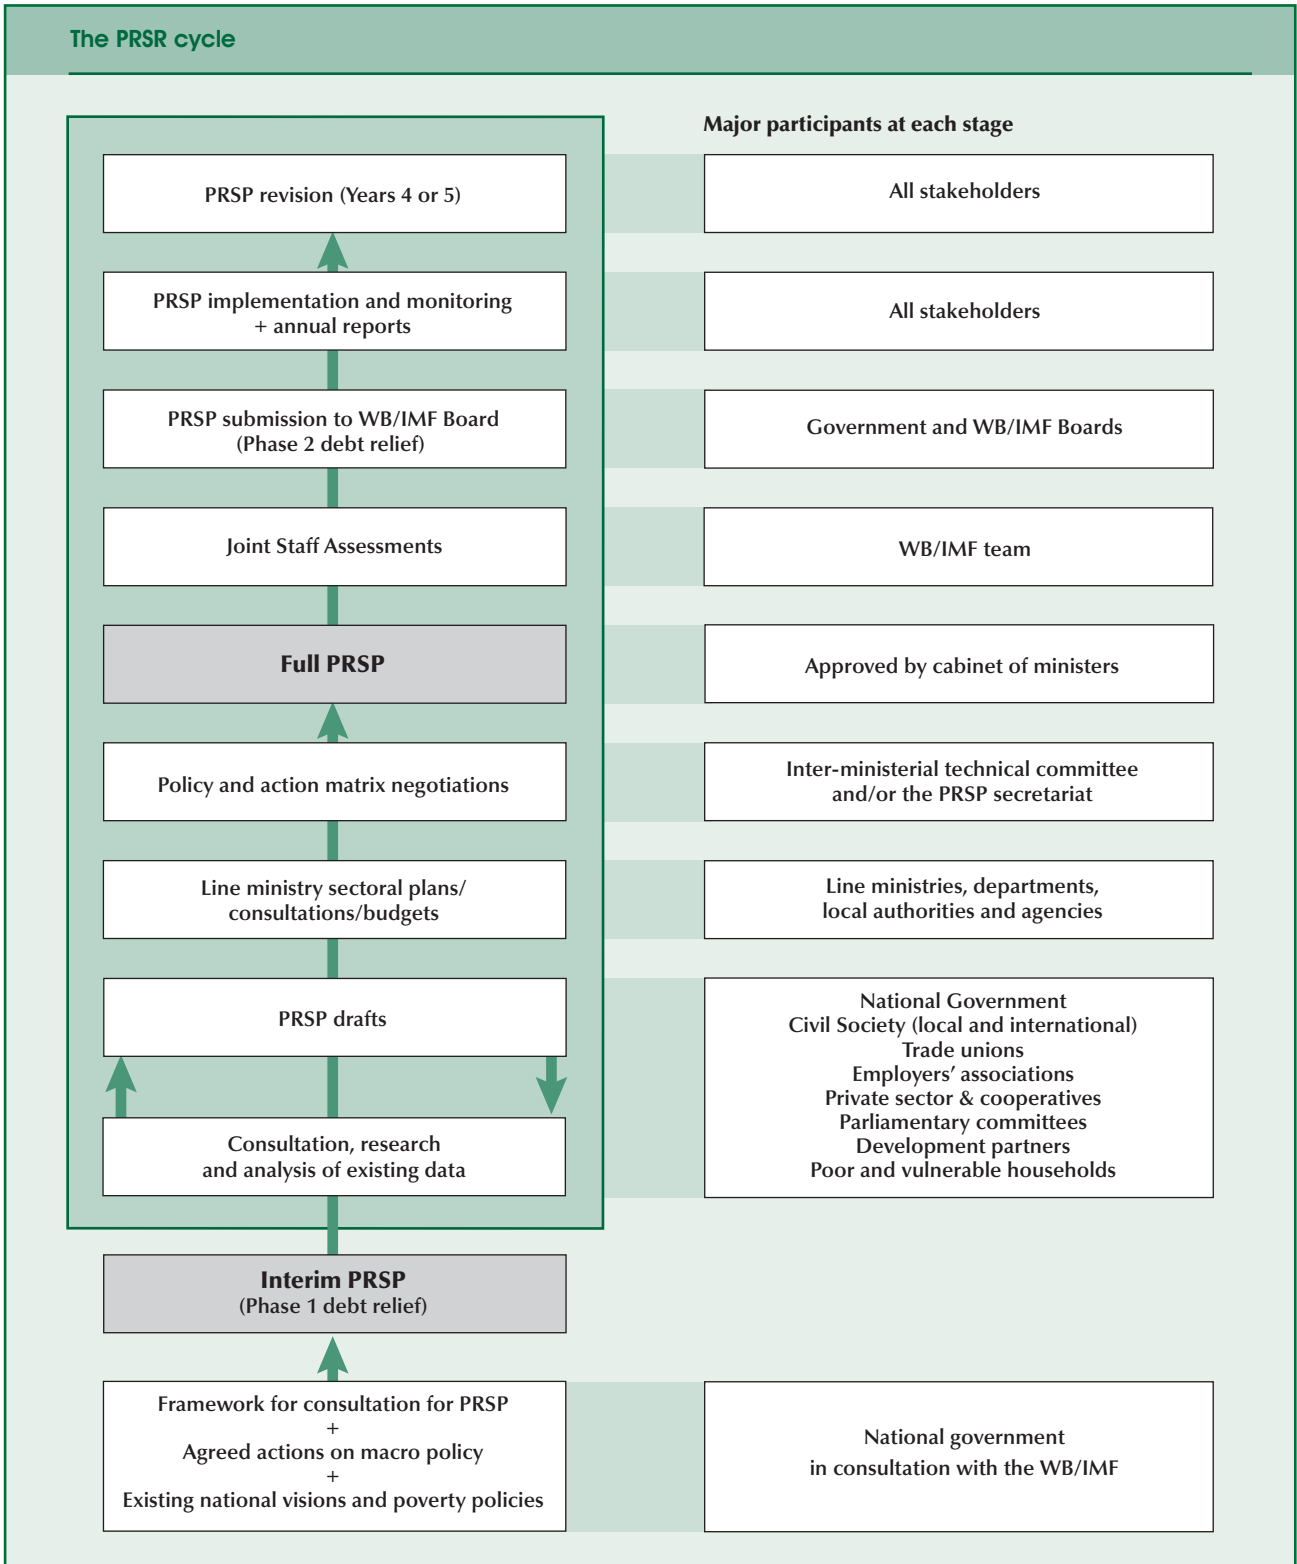 The PRSR cycle
Major participants at each stage
PRSP revision (Years 4 or 5)
All stakeholders
PRSP implementation and monitoring
+ annual reports
All stakeholders
PRSP submission to WB/IMF Board
(Phase 2 debt relief)
Government and WB/IMF Boards
Joint Staff Assessments
WB/IMF team
Full PRSP
Approved by cabinet of ministers
Policy and action matrix negotiations
Inter-ministerial technical committee
and/or the PRSP secretariat
Line ministry sectoral plans/
consultations/budgets
Line ministries, departments,
local authorities and agencies
PRSP drafts
Consultation, research
and analysis of existing data
National Government
Civil Society (local and international)
Trade unions
Employers’ associations
Private sector & cooperatives
Parliamentary committees
Development partners
Poor and vulnerable households
Interim PRSP
(Phase 1 debt relief)
Framework for consultation for PRSP
+
Agreed actions on macro policy
+
Existing national visions and poverty policies
National government
in consultation with the WB/IMF